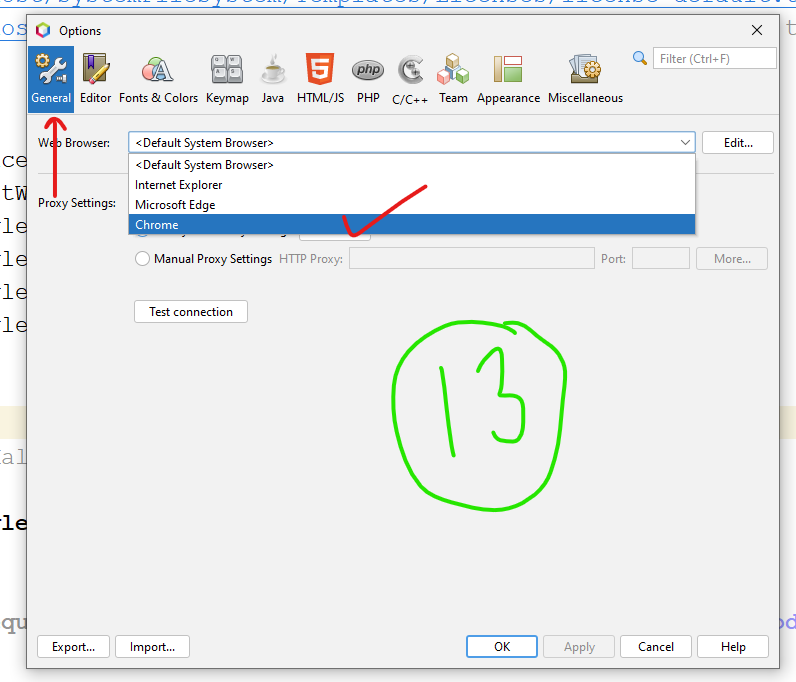 Options
Filter (Ctrl+F)
General Editor Fonts & Colors Keymap Java HTML/JS PHP C/C++ Team Appearance Miscellaneous
php
Web Browser: <Default System Browser> Edit...
<Default System Browser>
Internet Explorer
Microsoft Edge
Chrome
Proxy Settings:
Manual Proxy Settings HTTP Proxy: Port: More...
Test connection
13
Export... Import... OK Apply Cancel Help